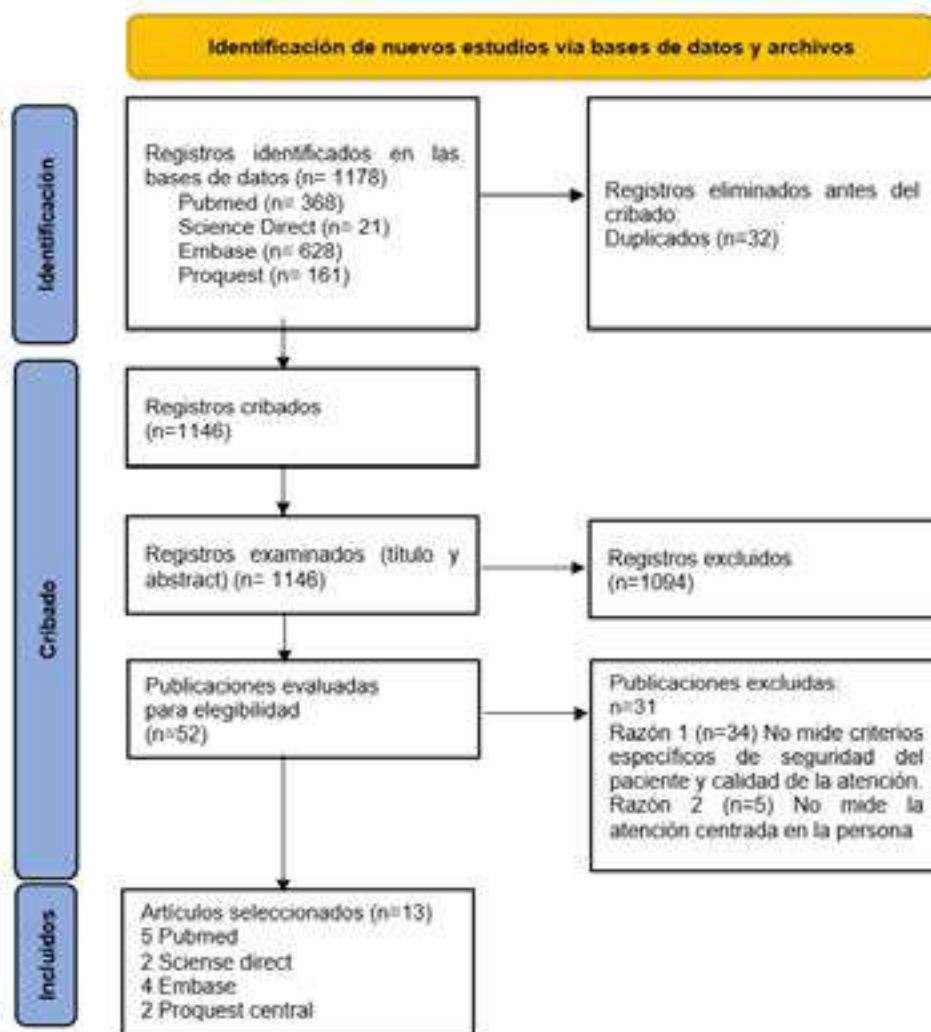 Identificación de nuevos estudios via bases de datos y archivos
Identificación
Registros identificados en las
bases de datos (n= 1178)
Pubmed (n= 368)
Science Direct (n= 21)
Embase (n= 628)
Proquest (n= 161)
Registros eliminados antes del
cribado
Duplicados (n=32)
Cribado
Registros cribados
(n=1146)
Registros examinados (título y
abstract) (n= 1146)
Registros excluidos
(n=1094)
Publicaciones evaluadas
para elegibilidad
(n=52)
Publicaciones excluidas:
n=31
Razón 1 (n=34) No mide criterios
específicos de seguridad del
paciente y calidad de la atención.
Razón 2 (n=5) No mide la
atención centrada en la persona
Incluidos
Artículos seleccionados (n=13)
5 Pubmed
2 Sciense direct
4 Embase
2 Proquest central